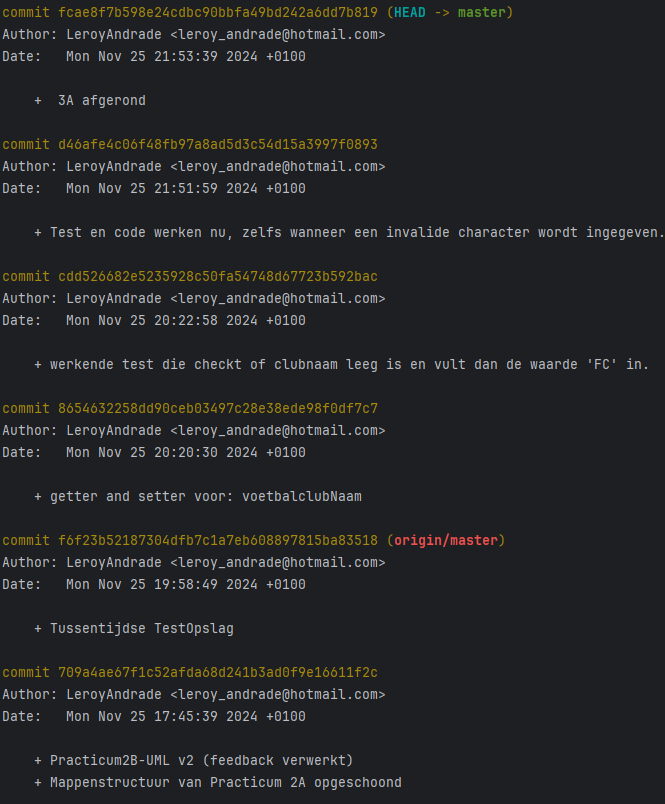 commit fcae8f7b598e24cdbc90bbfa49bd242a6dd7b819 (HEAD -> master)
Author: LeroyAndrade <leroy_andrade@hotmail.com>
Date:   Mon Nov 25 21:53:39 2024 +0100
+  3A afgerond
commit d46afe4c06f48fb97a8ad5d3c54d15a3997f0893
Author: LeroyAndrade <leroy_andrade@hotmail.com>
Date:   Mon Nov 25 21:51:59 2024 +0100
+ Test en code werken nu, zelfs wanneer een invalide character wordt ingegeven.
commit cdd526682e5235928c50fa54748d67723b592bac
Author: LeroyAndrade <leroy_andrade@hotmail.com>
Date:   Mon Nov 25 20:22:58 2024 +0100
+ werkende test die checkt of clubnaam leeg is en vult dan de waarde 'FC' in.
commit 8654632258dd90ceb03497c28e38ede98f0df7c7
Author: LeroyAndrade <leroy_andrade@hotmail.com>
Date:   Mon Nov 25 20:20:30 2024 +0100
+ getter and setter voor: voetbalclubNaam
commit f6f23b52187304dfb7c1a7eb608897815ba83518 (origin/master)
Author: LeroyAndrade <leroy_andrade@hotmail.com>
Date:   Mon Nov 25 19:58:49 2024 +0100
+ Tussentijdse TestOpslag
commit 709a4ae67f1c52afda68d241b3ad0f9e16611f2c
Author: LeroyAndrade <leroy_andrade@hotmail.com>
Date:   Mon Nov 25 17:45:39 2024 +0100
+ Practicum2B-UML v2 (feedback verwerkt)
+ Mappenstructuur van Practicum 2A opgeschoond